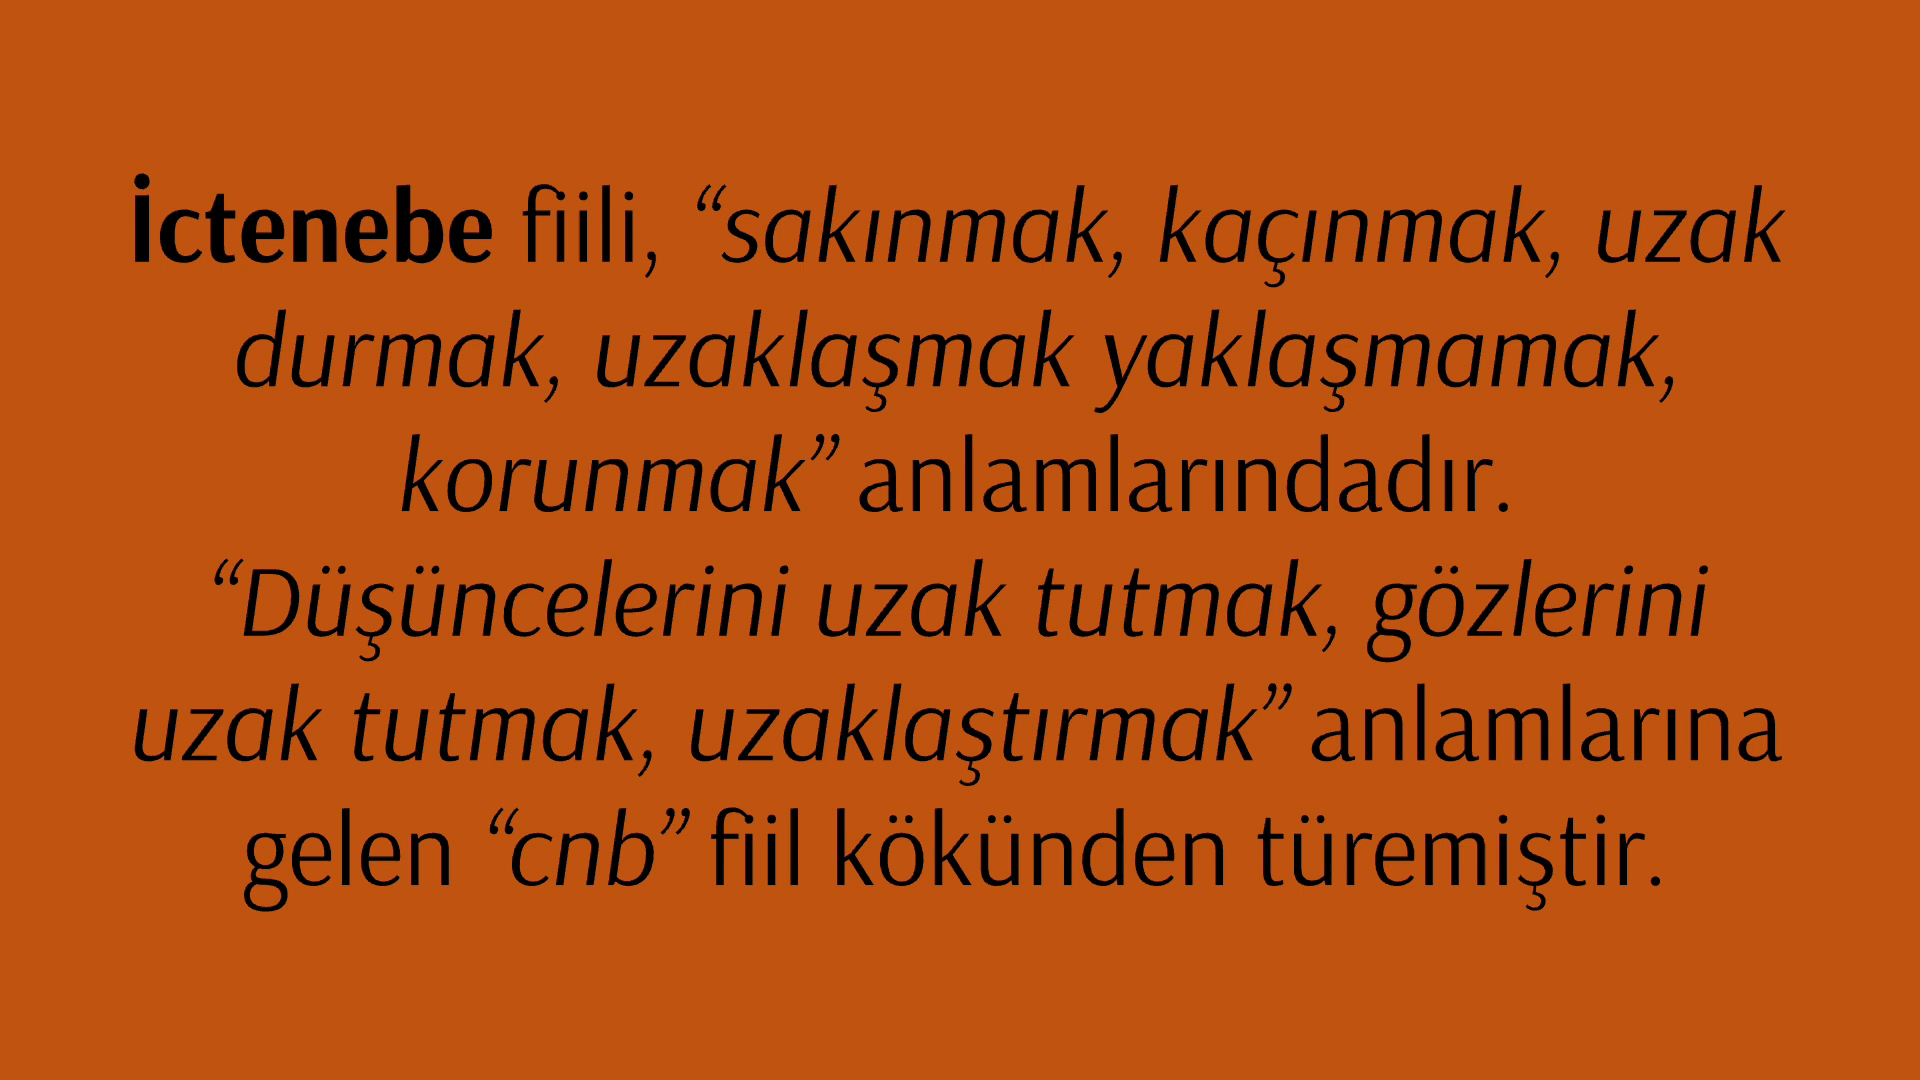 İctenebe fiili, “sakınmak, kaçınmak, uzak
durmak, uzaklaşmak yaklaşmamak,
korunmak” anlamlarındadır.
“Düşüncelerini uzak tutmak, gözlerini
uzak tutmak, uzaklaştırmak” anlamlarına
gelen “cnb” fiil kökünden türemiştir.